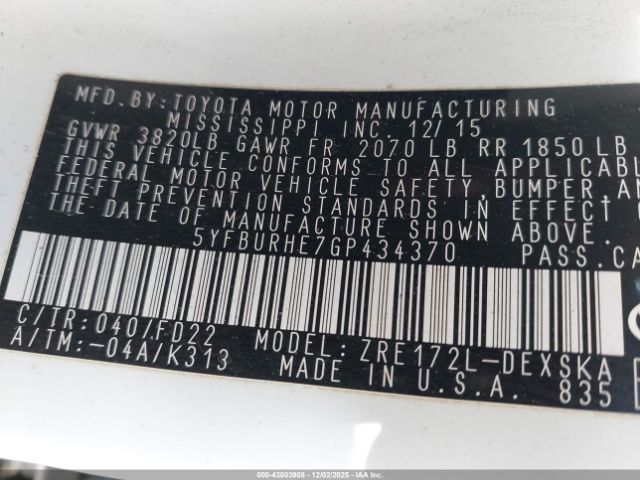 MFD.BY:TOYOTA MOTOR MANUFACTURING
MISSISSIPPI INC. 12/15
GVWR 3820LB GAWR FR 2070 LB RR 1850 LB
THIS VEHICLE CONFORMS TO ALL APPLICABLE
FEDERAL MOTOR VEHICLE SAFETY, BUMPER AN
THEFT PREVENTION STANDARDS IN EFFECT
THE DATE OF MANUFACTURE SHOWN ABOVE.
5YFBURHE7GP434370 PASS.CA
C/TR:040/FD22 MODEL:ZRE172L-DEXSKA
A/TM:-04A/K313 MADE IN U.S.A. 835
000-43803908 - 12/02/2025 - IAA Inc.